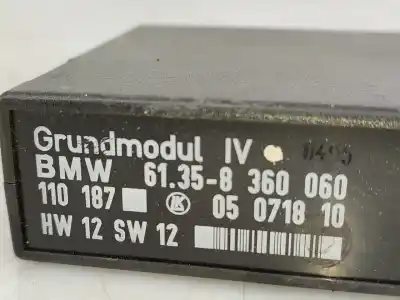 Grundmodul IV
BMW 61.35-8 360 060
110 187 05 0718 10
HW 12 SW 12